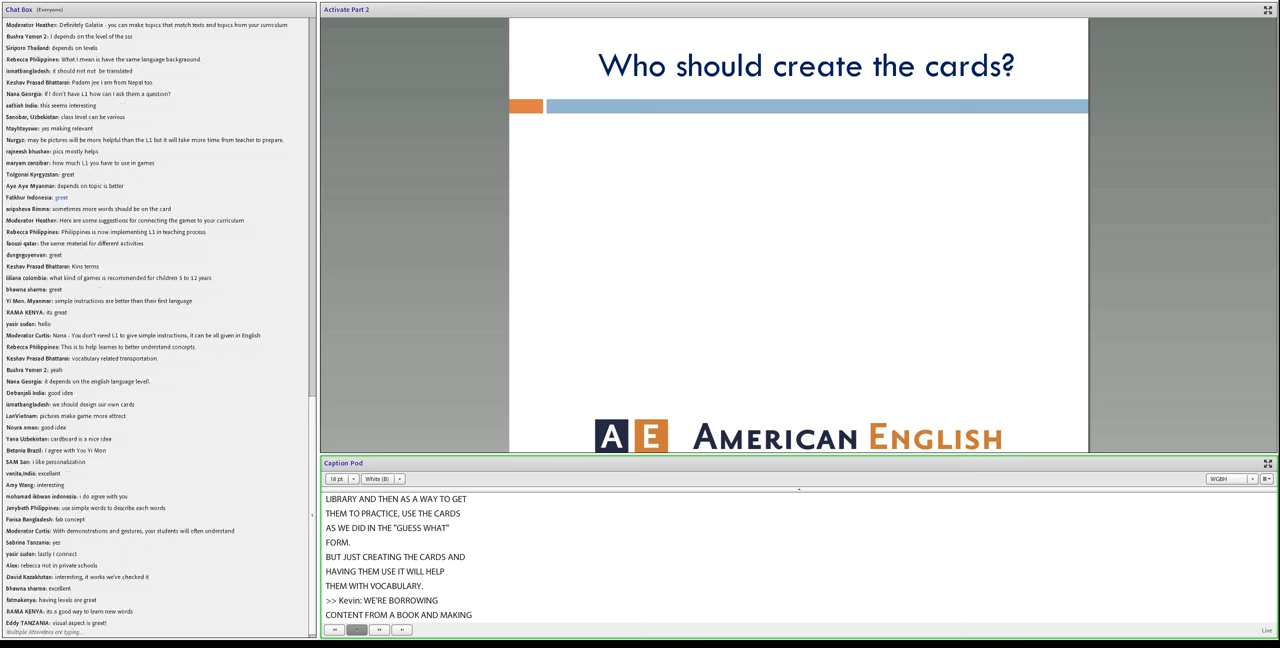 Chat Box (Everyone)
Moderator Heather: Definitely Galatia - you can make topics that match texts and topics from your curriculum
Bushra Yemen 2: I depends on the level of the sss
Siriporn Thailand: depends on levels
Rebecca Philippines: What I mean is have the same language background.
ismatbangladesh: it should not not be translated
Keshav Prasad Bhattarai: Padam jee I am from Nepal too.
Nana Georgia: If I don't have L1 how can I ask them a question?
sathish India: this seems interesting
Sanobar, Uzbekistan: class level can be various
Mayhtayswe: yes making relevant
Nurgyz: may be pictures will be more helpful than the L1 but it will take more time from teacher to prepare.
rajneesh bhushan: pics mostly helps
maryam zanzibar: how much L1 you have to use in games
Tolgonai Kyrgyzstan: great
Aye Aye Myanmar: depends on topic is better
Fatkhur Indonesia: great
aripsheva Rimma: sometimes more words should be on the card
Moderator Heather: Here are some suggestions for connecting the games to your curriculum
Rebecca Philippines: Philippines is now implementing L1 in teaching process.
faouzi qatar: the same material for different activities
dungnguyenvan: great
Keshav Prasad Bhattarai: Kins terms
liliana colombia: what kind of games is recommended for children 5 to 12 years
bhawna sharma: great
Yi Mon, Myanmar: simple instructions are better than their first language
RAMA KENYA: its great
yasir sudan: hello
Moderator Curtis: Nana - You don't need L1 to give simple instructions, it can be all given in English
Rebecca Philippines: This is to help learnes to better understand concepts.
Keshav Prasad Bhattarai: vocabulary related transportation.
Bushra Yemen 2: yeah
Nana Georgia: it depends on the english language level!.
Debanjali India: good idea
ismatbangladesh: we should design our own cards
LanVietnam: pictures make game more attrect
Noura oman: good idea
Yana Uzbekistan: cardboard is a nice idea
Betania Brazil: I agree with You Yi Mon
SAM San: I like personalization
vanita,India: excellent
Amy Wang: interesting
mohamad ikhwan indonesia: i do agree with you
Jenybeth Philippines: use simple words to describe each words
Farisa Bangladesh: fab concept
Moderator Curtis: With demonstrations and gestures, your students will often understand
Sabrina Tanzania: yes
yasir sudan: lastly I connect
Alex: rebecca not in private schools
David Kazakhstan: interesting, it works we've checked it
bhawna sharma: excellent
fatmakenya: having levels are great
RAMA KENYA: its a good way to learn new words
Eddy TANZANIA: visual aspect is great!
Multiple Attendees are typing...
Activate Part 2
Who should create the cards?
AE AMERICAN ENGLISH
Caption Pod
18 pt White (B) WGBH
LIBRARY AND THEN AS A WAY TO GET
THEM TO PRACTICE, USE THE CARDS
AS WE DID IN THE "GUESS WHAT"
FORM.
BUT JUST CREATING THE CARDS AND
HAVING THEM USE IT WILL HELP
THEM WITH VOCABULARY.
>> Kevin: WE'RE BORROWING
CONTENT FROM A BOOK AND MAKING
Live